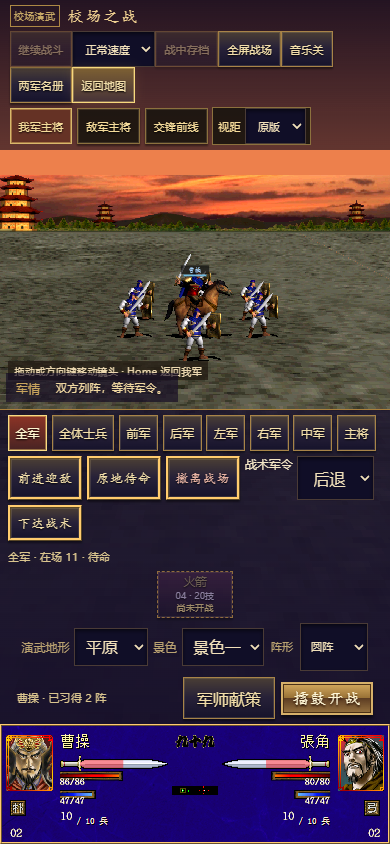 校场演武 校场之战
继续战斗 正常速度 战中存档 全屏战场 音乐关
两军名册 返回地图
我军主将 敌军主将 交锋前线 视距 原版
曹操
拖动或方向键移动镜头 · Home 返回我军
军情 双方列阵，等待军令。
全军 全体士兵 前军 后军 左军 右军 中军 主将
前进迎敌 原地待命 撤离战场 战术军令 后退
下达战术
全军 · 在场 11 · 待命
火箭
04 · 20技
尚未开战
演武地形 平原 景色 景色一 阵形 圆阵
曹操 · 已习得 2 阵
军师献策 擂鼓开战
曹操 張角
86/86 80/80
47/47 47/47
10 / 10 兵 10 / 10 兵
02 02